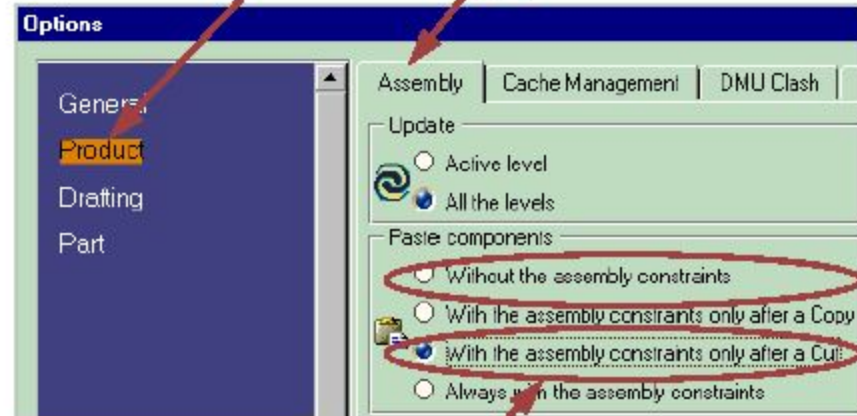 Options
General
Product
Drafting
Part
Assembly
Cache Management
DMU Clash
Update
Active level
All the levels
Paste components
Without the assembly constraints
With the assembly constraints only after a Copy
With the assembly constraints only after a Cut
Always with the assembly constraints